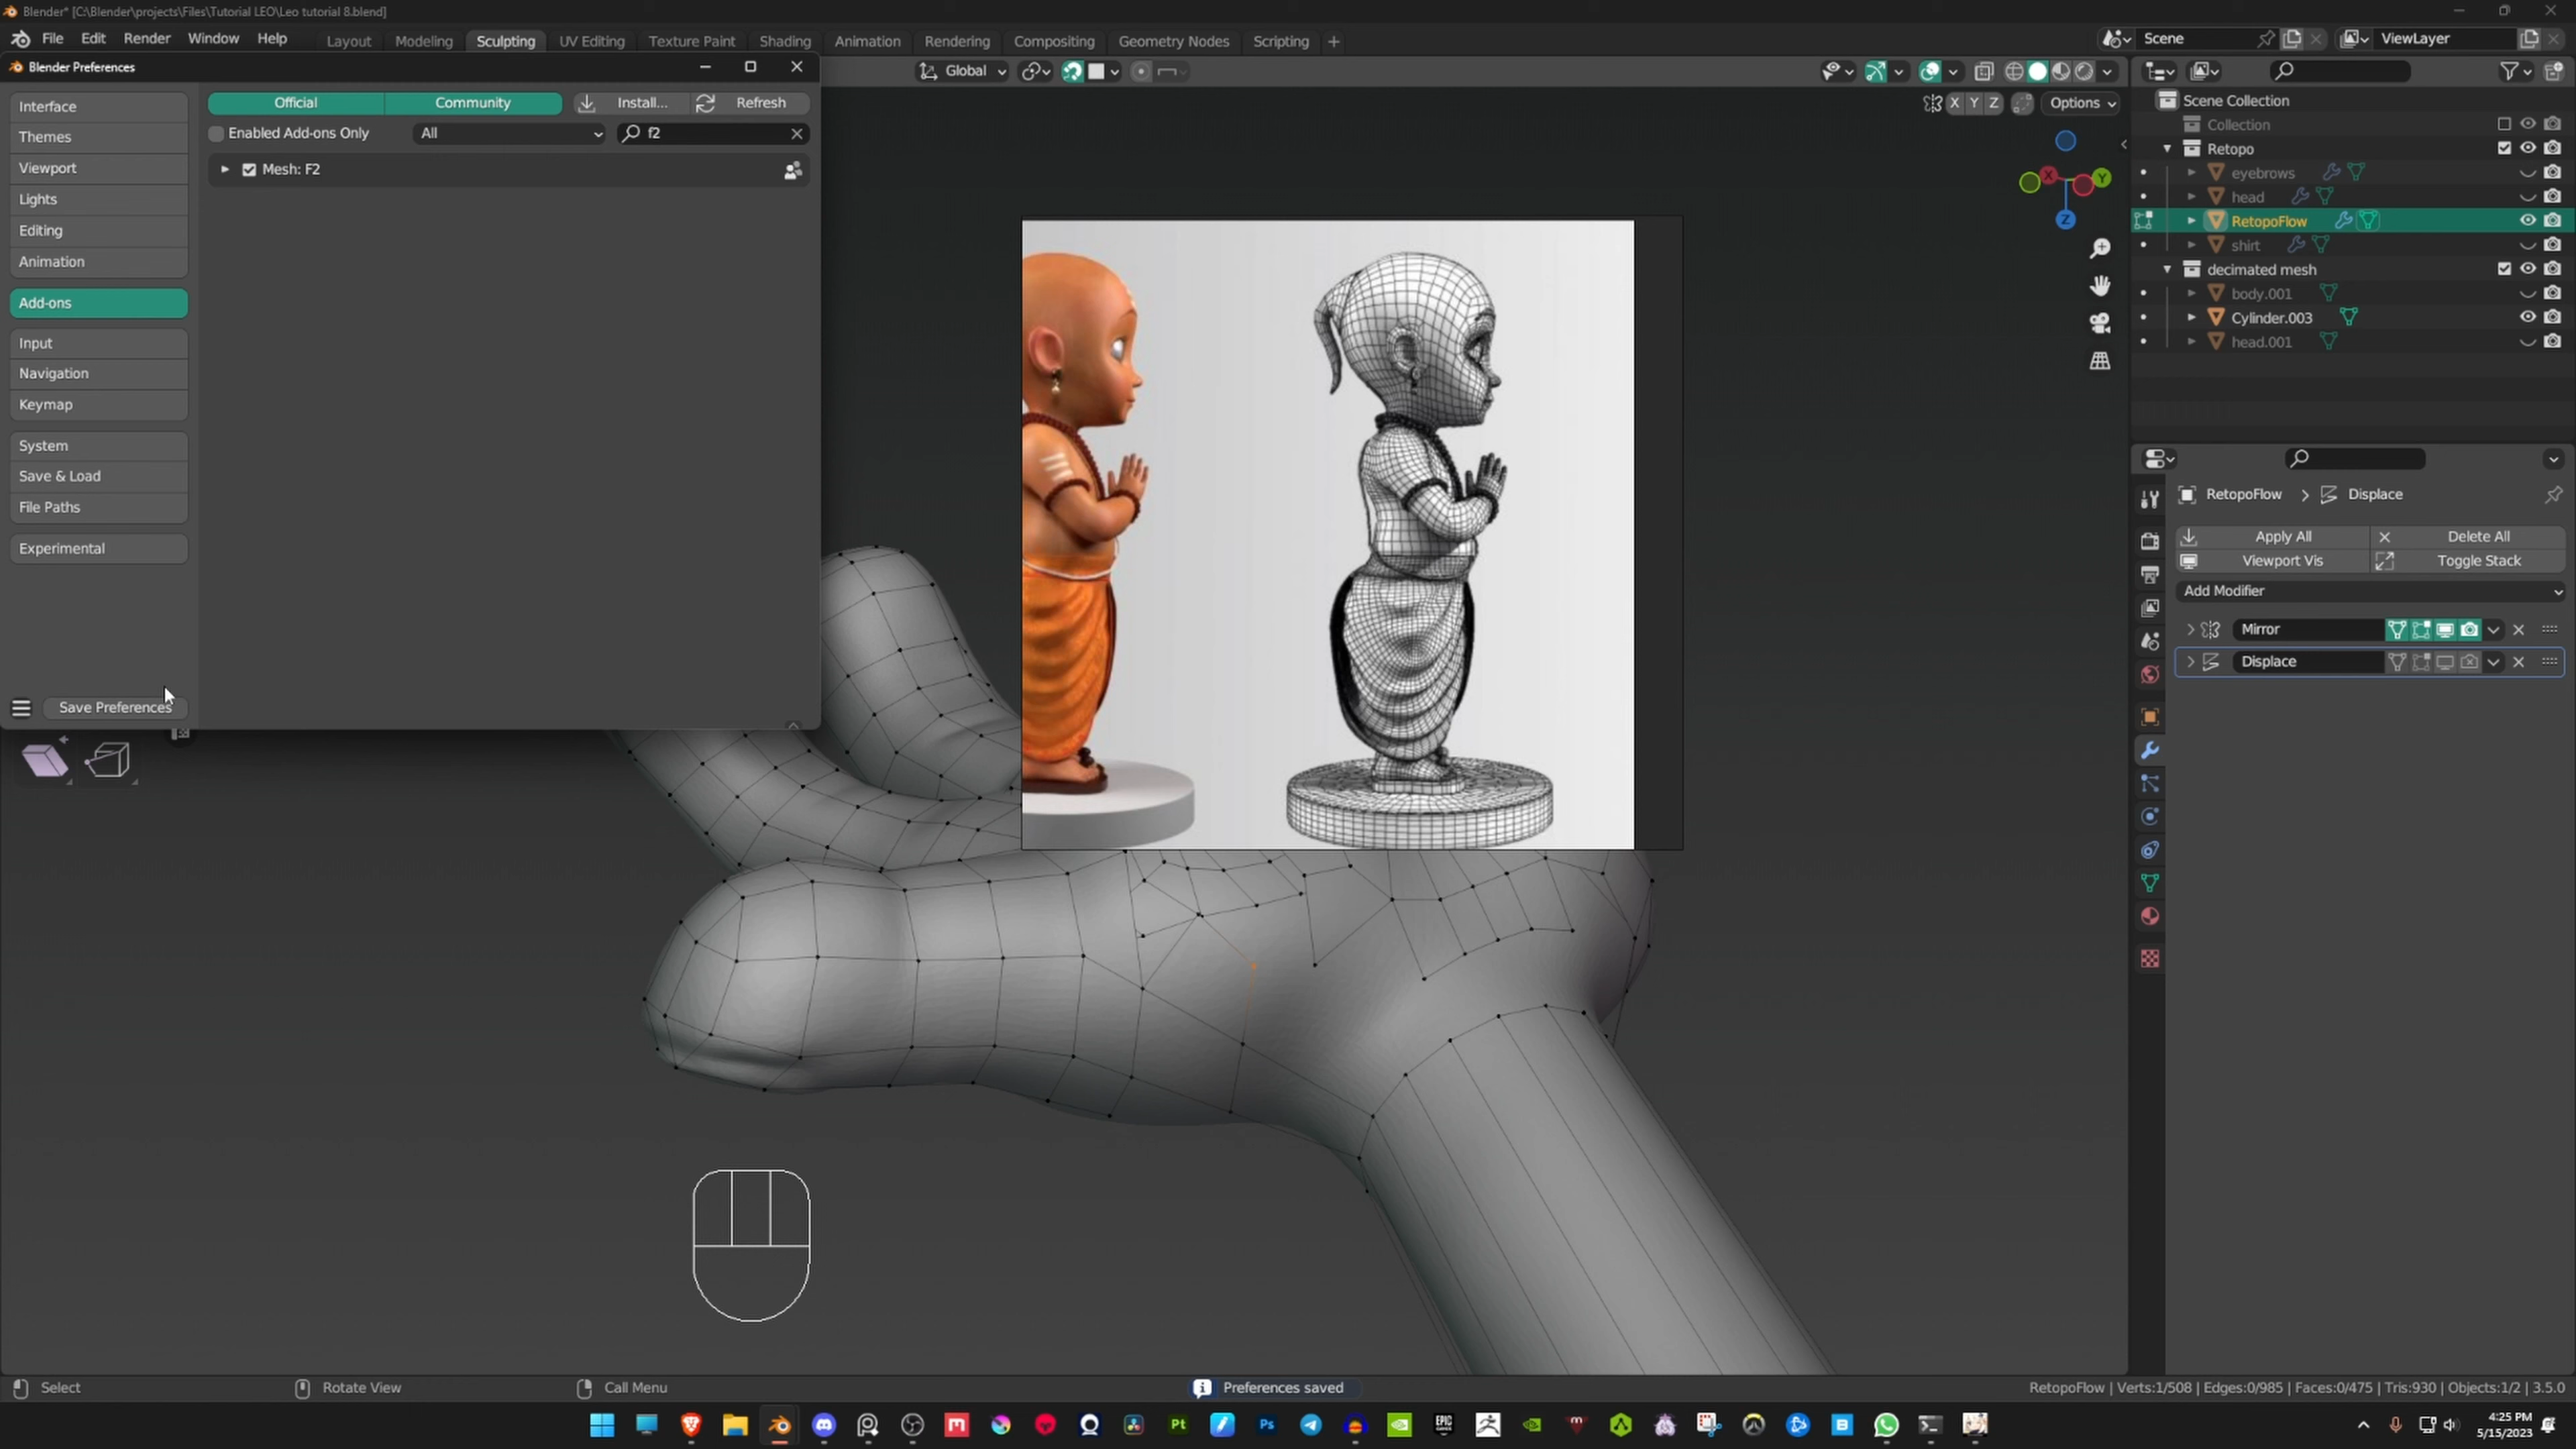 Blender* [C:\Blender\projects\Files\Tutorial LEO\Leo tutorial 8.blend]
File Edit Render Window Help Layout Modeling Sculpting UV Editing Texture Paint Shading Animation Rendering Compositing Geometry Nodes Scripting + Scene ViewLayer
Blender Preferences
Global
X Y Z Options
Interface
Themes
Viewport
Lights
Editing
Animation
Add-ons
Input
Navigation
Keymap
System
Save & Load
File Paths
Experimental
Save Preferences
Official Community Install... Refresh
Enabled Add-ons Only All f2
Mesh: F2
X Y
Z
Scene Collection
Collection
Retopo
eyebrows
head
RetopoFlow
shirt
decimated mesh
body.001
Cylinder.003
head.001
RetopoFlow > Displace
Apply All Delete All
Viewport Vis Toggle Stack
Add Modifier
Mirror
Displace
Select Rotate View Call Menu Preferences saved RetopoFlow | Verts:1/508 | Edges:0/985 | Faces:0/475 | Tris:930 | Objects:1/2 | 3.5.0
Pt Ps EPIC GAMES B
4:25 PM
5/15/2023